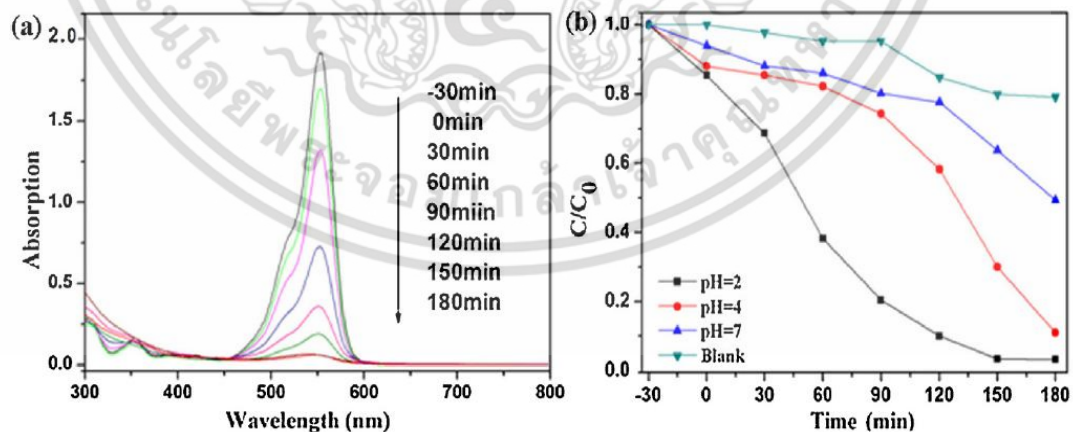 (a)
2.0
1.5
1.0
0.5
0.0
Absorption
300 400 500 600 700 800
Wavelength (nm)
-30min
0min
30min
60min
90miin
120min
150min
180min
(b)
1.0
0.8
0.6
0.4
0.2
0.0
C/C0
pH=2
pH=4
pH=7
Blank
-30 0 30 60 90 120 150 180
Time (min)